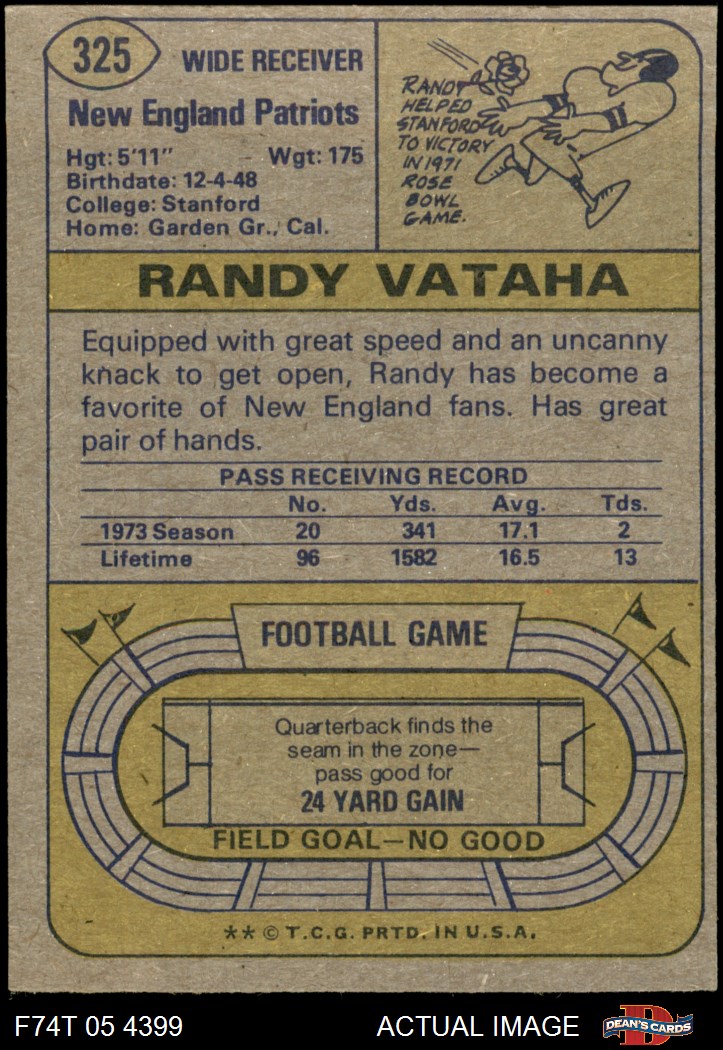 325
WIDE RECEIVER
New England Patriots
Hgt: 5'11" - Wgt: 175
Birthdate: 12-4-48
College: Stanford
Home: Garden Gr., Cal.
RANDY
HELPED
STANFORD
TO VICTORY
IN 1971
ROSE
BOWL
GAME.
RANDY VATAHA
Equipped with great speed and an uncanny
knack to get open, Randy has become a
favorite of New England fans. Has great
pair of hands.
PASS RECEIVING RECORD
No. Yds. Avg. Tds.
1973 Season 20 341 17.1 2
Lifetime 96 1582 16.5 13
FOOTBALL GAME
Quarterback finds the
seam in the zone—
pass good for
24 YARD GAIN
FIELD GOAL—NO GOOD
** © T.C.G. PRTD. IN U.S.A.
F74T 05 4399 ACTUAL IMAGE
D
DEAN'S CARDS